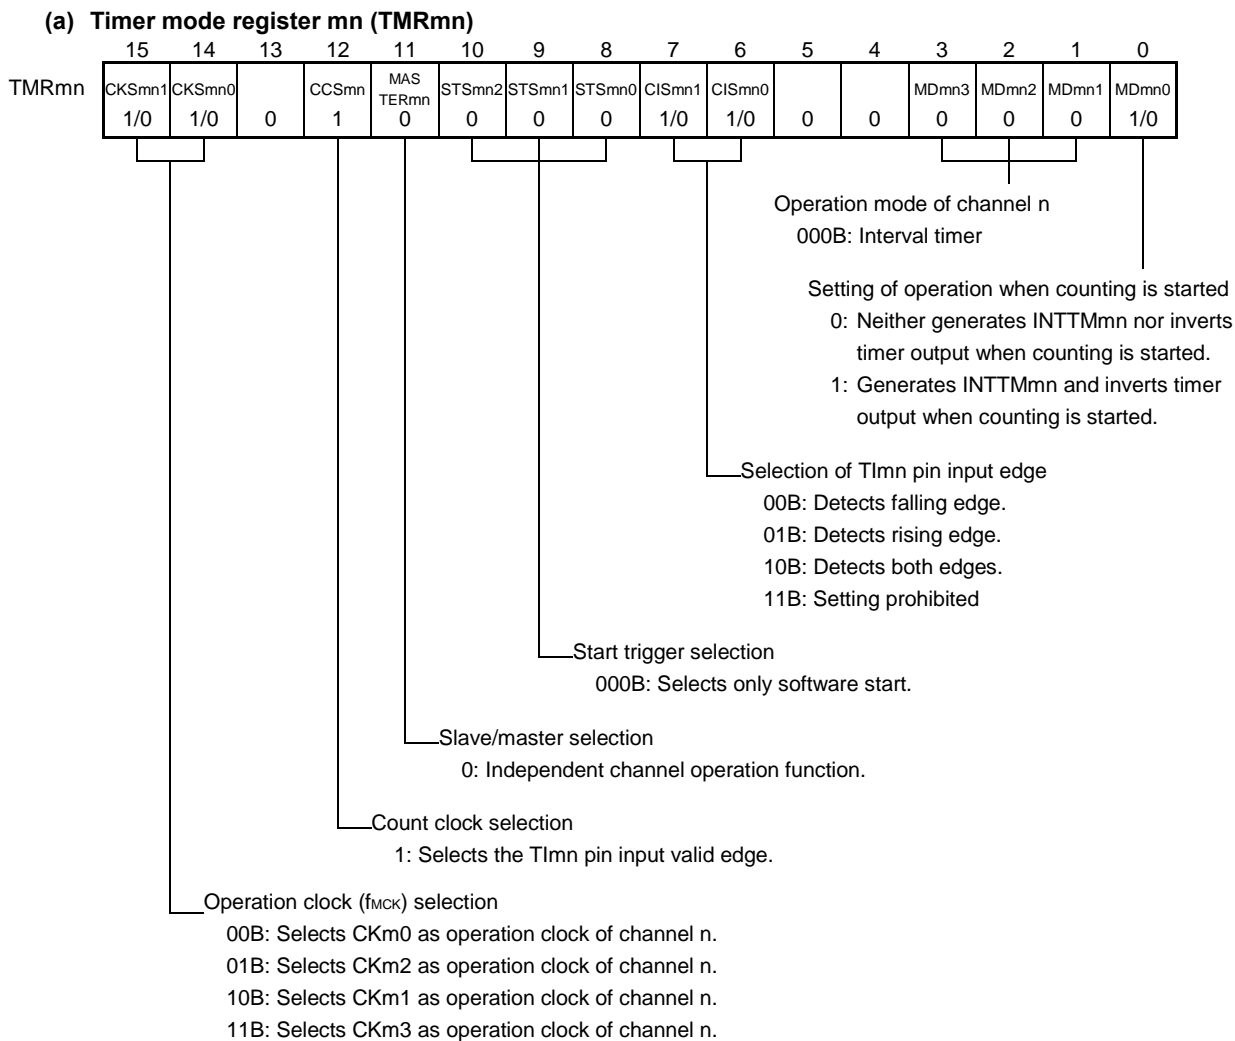 (a) Timer mode register mn (TMRmn)
15 14 13 12 11 10 9 8 7 6 5 4 3 2 1 0
TMRmn CKSmn1 CKSmn0 CCSmn MAS TERmn STSmn2 STSmn1 STSmn0 CISmn1 CISmn0 MDmn3 MDmn2 MDmn1 MDmn0
1/0 1/0 0 1 0 0 0 0 1/0 1/0 0 0 0 0 0 1/0
Operation mode of channel n
000B: Interval timer
Setting of operation when counting is started
0: Neither generates INTTMmn nor inverts
timer output when counting is started.
1: Generates INTTMmn and inverts timer
output when counting is started.
Selection of TImn pin input edge
00B: Detects falling edge.
01B: Detects rising edge.
10B: Detects both edges.
11B: Setting prohibited
Start trigger selection
000B: Selects only software start.
Slave/master selection
0: Independent channel operation function.
Count clock selection
1: Selects the TImn pin input valid edge.
Operation clock (fMCK) selection
00B: Selects CKm0 as operation clock of channel n.
01B: Selects CKm2 as operation clock of channel n.
10B: Selects CKm1 as operation clock of channel n.
11B: Selects CKm3 as operation clock of channel n.